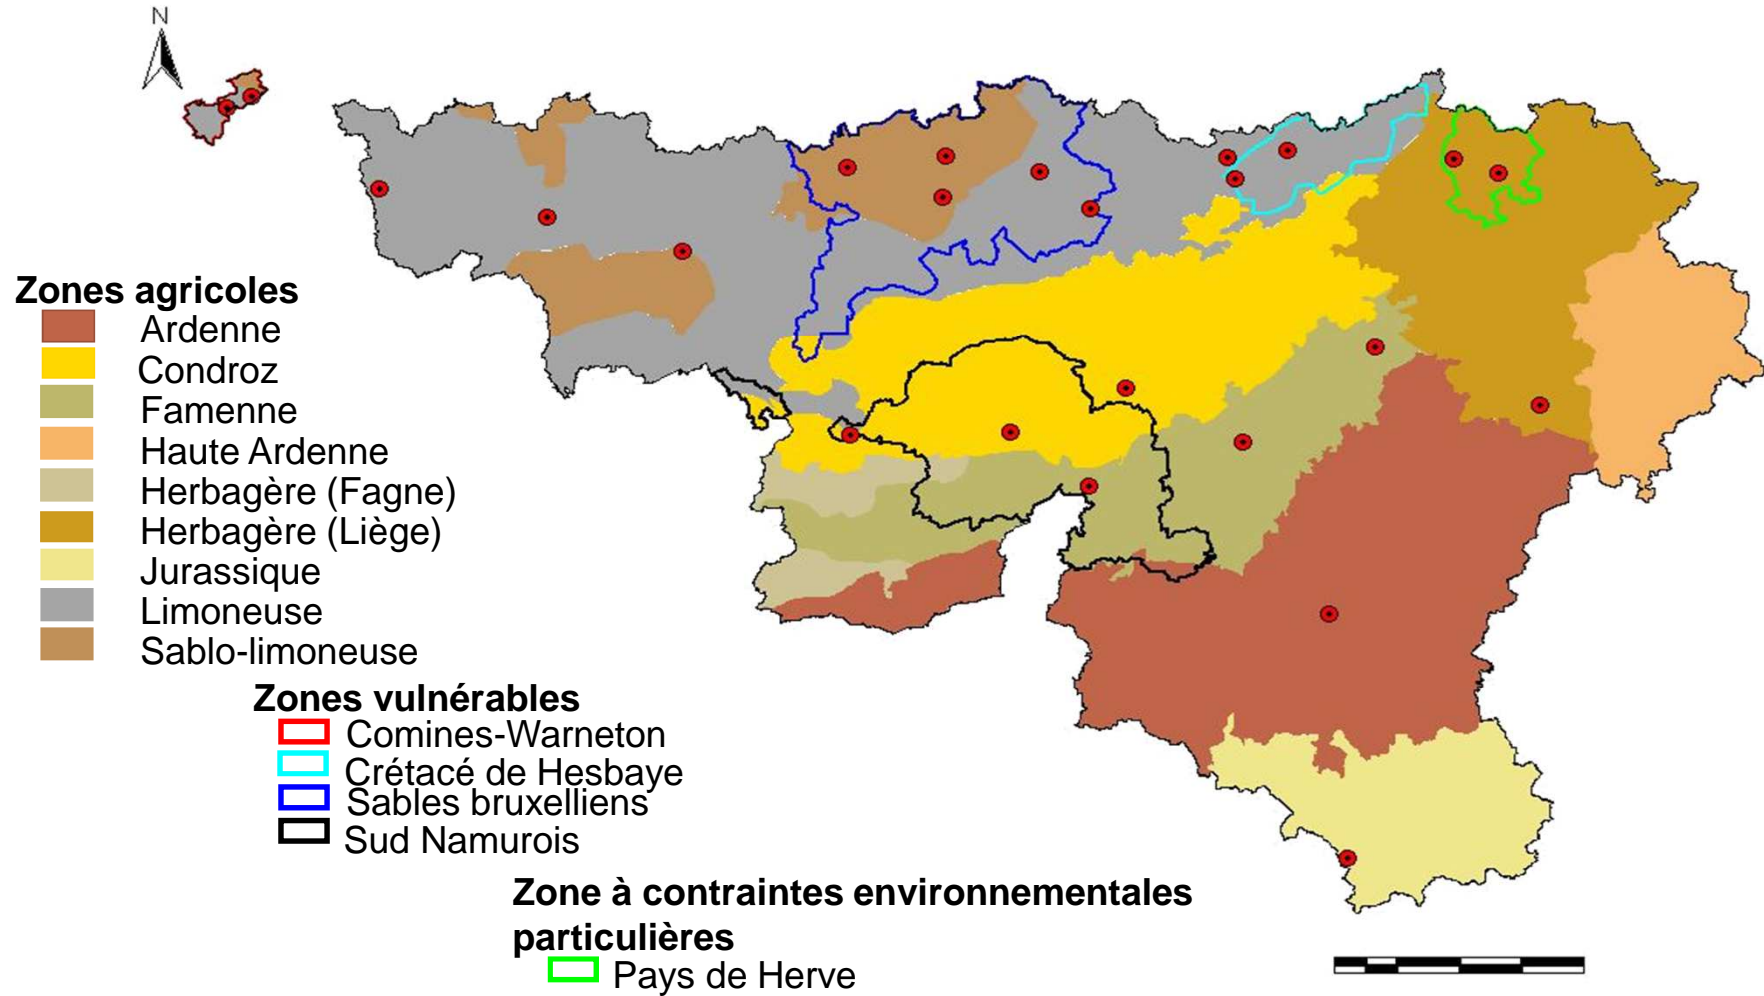 N
Zones agricoles
Ardenne
Condroz
Famenne
Haute Ardenne
Herbagère (Fagne)
Herbagère (Liège)
Jurassique
Limoneuse
Sablo-limoneuse
Zones vulnérables
Comines-Warneton
Crétacé de Hesbaye
Sables bruxelliens
Sud Namurois
Zone à contraintes environnementales
particulières
Pays de Herve